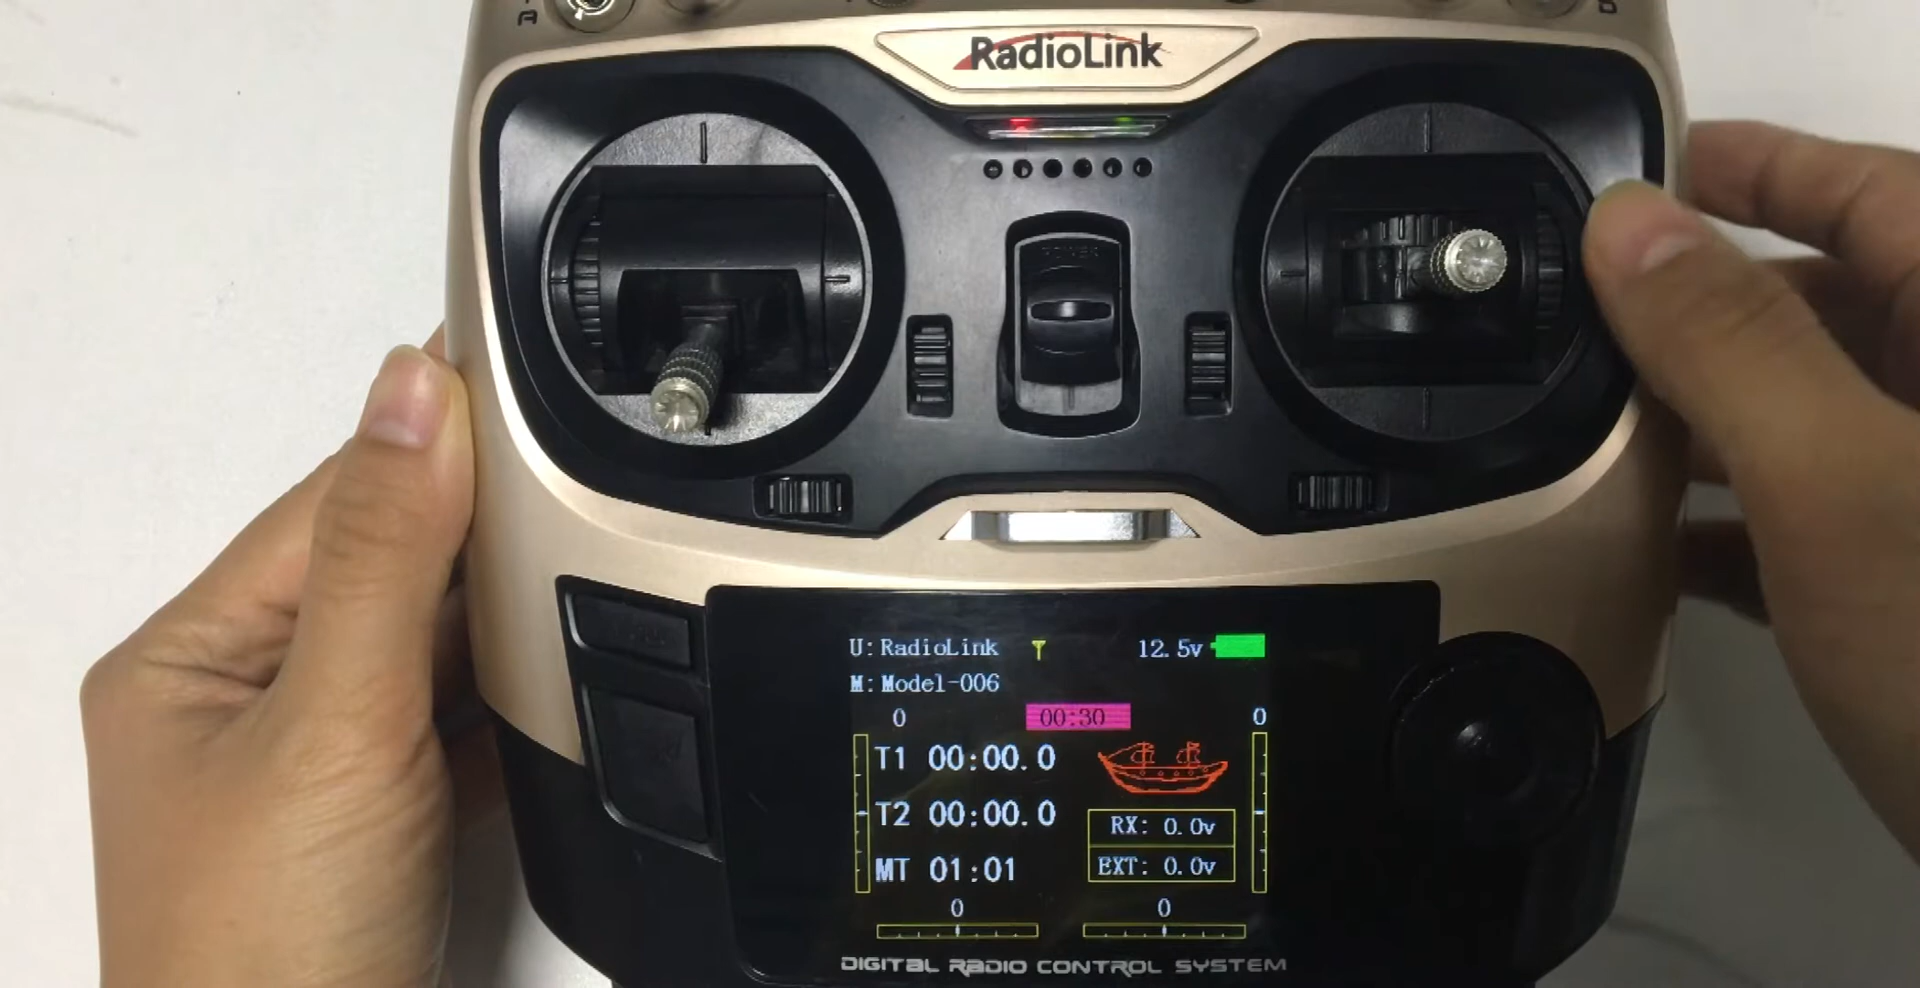 A
D
RadioLink
POWER
U: RadioLink 12.5v
M: Model-006
0 00:30 0
T1 00:00.0
T2 00:00.0
RX: 0.0v
MT 01:01 EXT: 0.0v
0 0
DIGITAL RADIO CONTROL SYSTEM